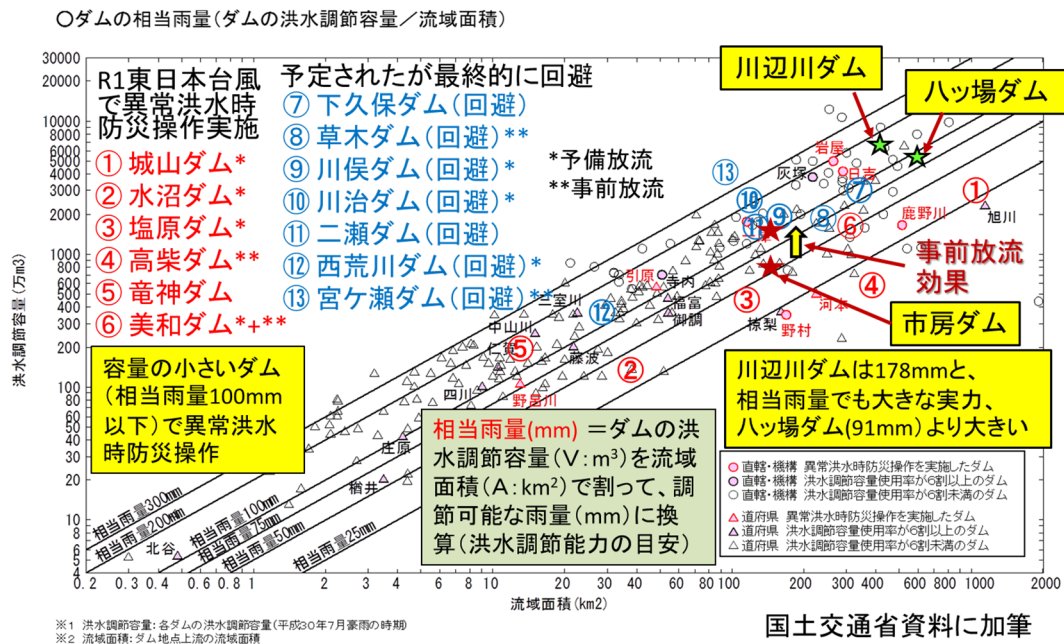 〇ダムの相当雨量(ダムの洪水調節容量／流域面積)
R1東日本台風
で異常洪水時
防災操作実施
① 城山ダム*
② 水沼ダム*
③ 塩原ダム*
④ 高柴ダム**
⑤ 竜神ダム
⑥ 美和ダム*+**
予定されたが最終的に回避
⑦ 下久保ダム(回避)
⑧ 草木ダム(回避)**
⑨ 川俣ダム(回避)*
⑩ 川治ダム(回避)*
⑪ 二瀬ダム(回避)
⑫ 西荒川ダム(回避)*
⑬ 宮ケ瀬ダム(回避)**
*予備放流
**事前放流
川辺川ダム
八ッ場ダム
岩屋
灰塚
日吉
鹿野川
旭川
⑬
⑩
⑪
⑨
⑦
⑧
⑥
①
事前放流
効果
引原
寺内
三室川
福富
御調
⑫
③
④
河本
椋梨
野村
市房ダム
中山川
仁賀
⑤
藤波
②
四川
野呂川
庄原
楢井
北谷
容量の小さいダム
(相当雨量100mm
以下)で異常洪水
時防災操作
川辺川ダムは178mmと、
相当雨量でも大きな実力、
八ッ場ダム(91mm)より大きい
相当雨量(mm) ＝ダムの洪
水調節容量(V：m³)を流域
面積(A：km²)で割って、調
節可能な雨量(mm)に換
算(洪水調節能力の目安)
直轄・機構 異常洪水時防災操作を実施したダム
直轄・機構 洪水調節容量使用率が6割以上のダム
直轄・機構 洪水調節容量使用率が6割未満のダム
道府県 異常洪水時防災操作を実施したダム
道府県 洪水調節容量使用率が6割以上のダム
道府県 洪水調節容量使用率が6割未満のダム
相当雨量300mm
相当雨量200mm
相当雨量100mm
相当雨量75mm
相当雨量50mm
相当雨量25mm
洪水調節容量(万m3)
30000
20000
10000
8000
6000
5000
4000
3000
2000
1000
800
600
500
400
300
200
100
80
60
50
40
30
20
10
8
6
5
4
0.2 0.3 0.4 0.6 0.8 1 2 3 4 5 6 8 10 20 30 40 60 80 100 200 300 400 600 800 1000 2000
流域面積(km2)
※1 洪水調節容量：各ダムの洪水調節容量(平成30年7月豪雨の時期)
※2 流域面積：ダム地点上流の流域面積
国土交通省資料に加筆